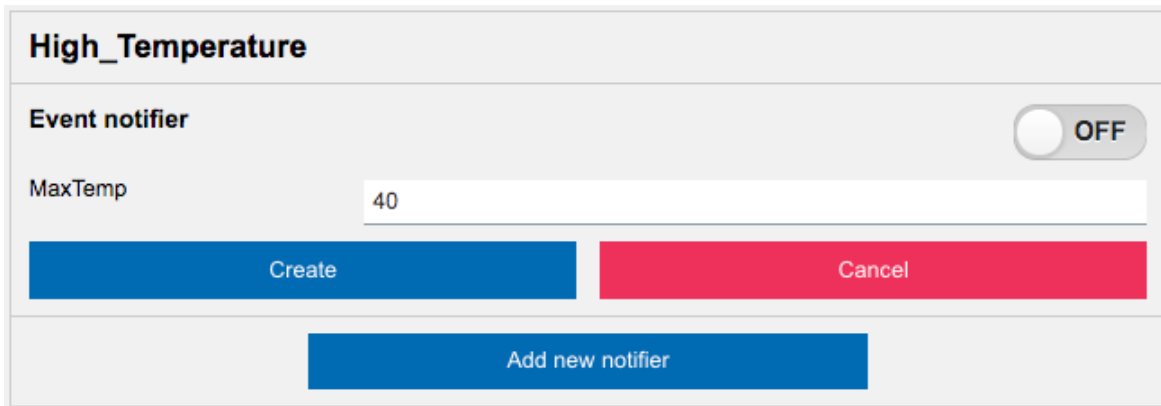 High_Temperature
Event notifier
OFF
MaxTemp
40
Create
Cancel
Add new notifier